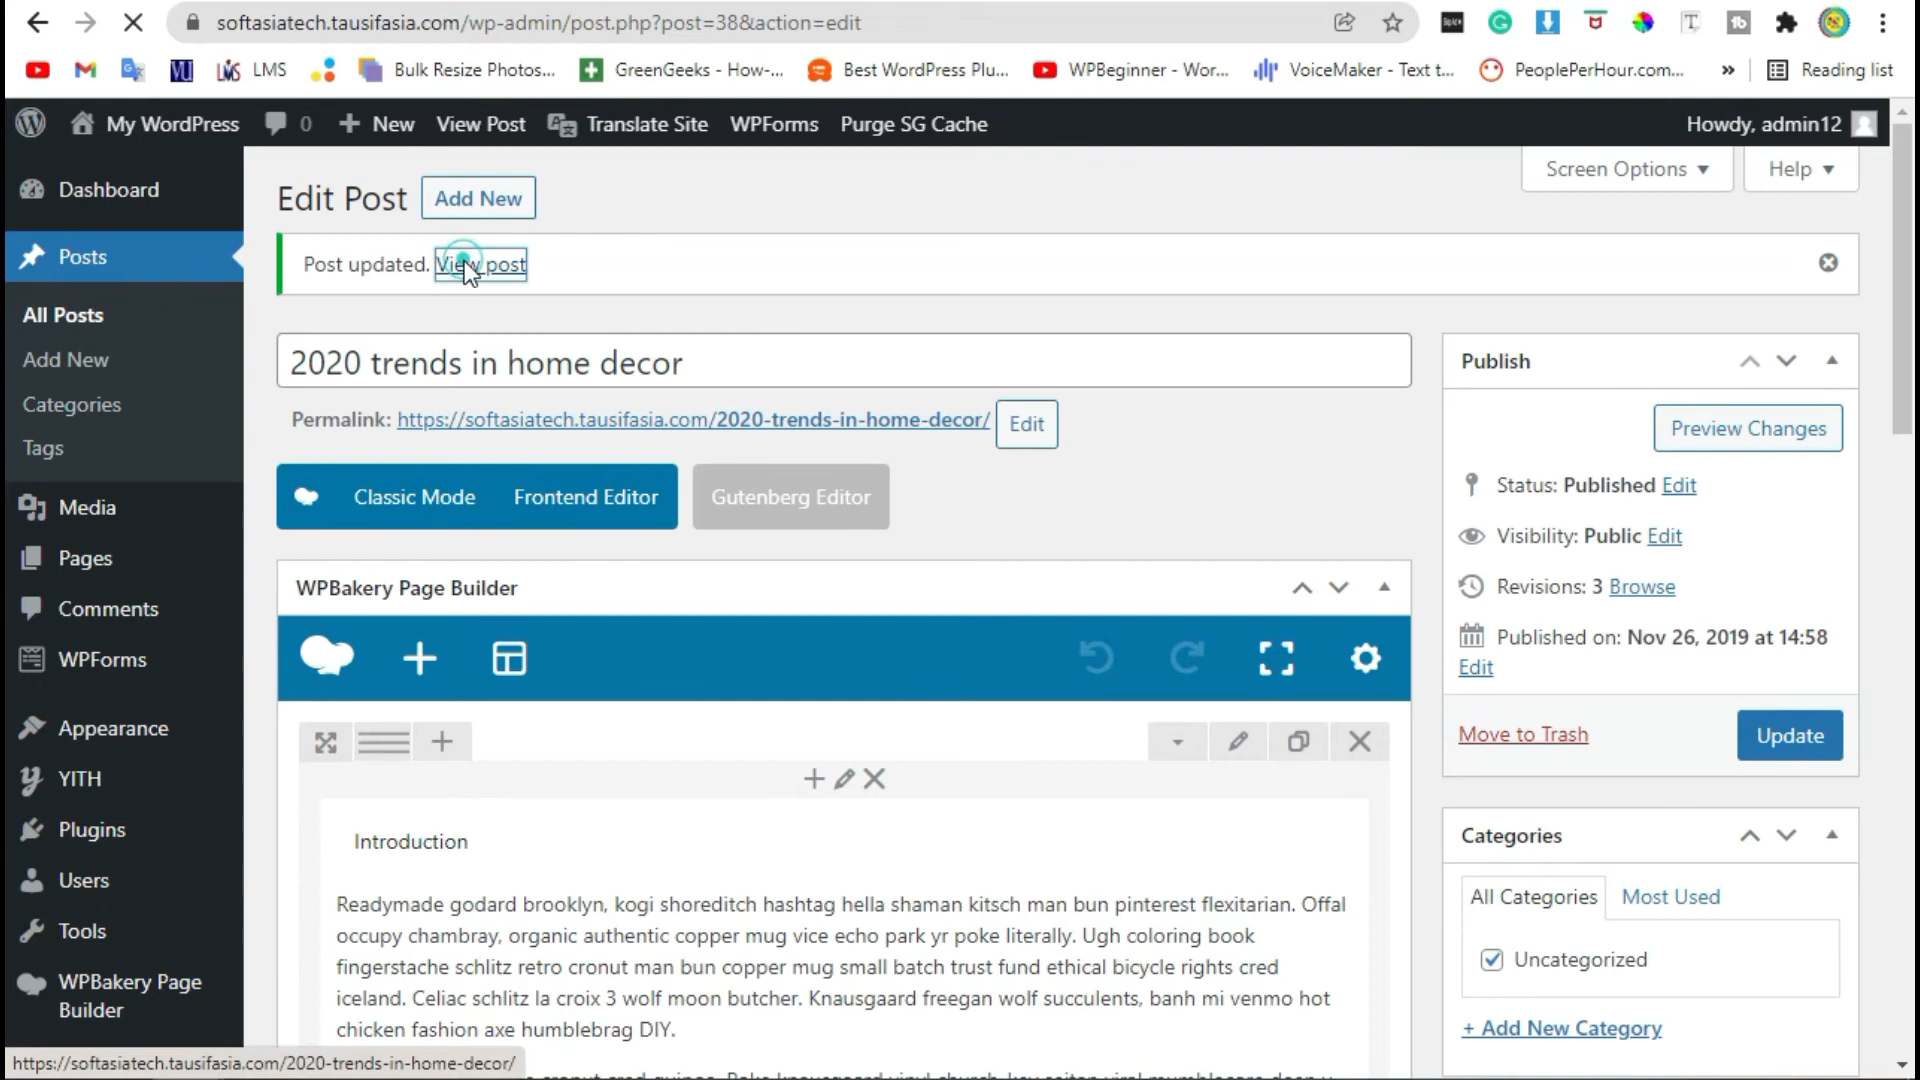 softasiatech.tausifasia.com/wp-admin/post.php?post=38&action=edit
LMS
Bulk Resize Photos...
GreenGeeks - How-...
Best WordPress Plu...
WPBeginner - Wor...
VoiceMaker - Text t...
PeoplePerHour.com...
»
Reading list
My WordPress
0
New
View Post
Translate Site
WPForms
Purge SG Cache
Howdy, admin12
Screen Options
Help
Dashboard
Posts
All Posts
Add New
Categories
Tags
Media
Pages
Comments
WPForms
Appearance
YITH
Plugins
Users
Tools
WPBakery Page
Builder
Edit Post
Add New
Post updated. View post
2020 trends in home decor
Permalink: https://softasiatech.tausifasia.com/2020-trends-in-home-decor/
Edit
Classic Mode
Frontend Editor
Gutenberg Editor
WPBakery Page Builder
Introduction
Readymade godard brooklyn, kogi shoreditch hashtag hella shaman kitsch man bun pinterest flexitarian. Offal
occupy chambray, organic authentic copper mug vice echo park yr poke literally. Ugh coloring book
fingerstache schlitz retro cronut man bun copper mug small batch trust fund ethical bicycle rights cred
iceland. Celiac schlitz la croix 3 wolf moon butcher. Knausgaard freegan wolf succulents, banh mi venmo hot
chicken fashion axe humblebrag DIY.
Publish
Preview Changes
Status: Published Edit
Visibility: Public Edit
Revisions: 3 Browse
Published on: Nov 26, 2019 at 14:58
Edit
Move to Trash
Update
Categories
All Categories
Most Used
Uncategorized
+ Add New Category
https://softasiatech.tausifasia.com/2020-trends-in-home-decor/